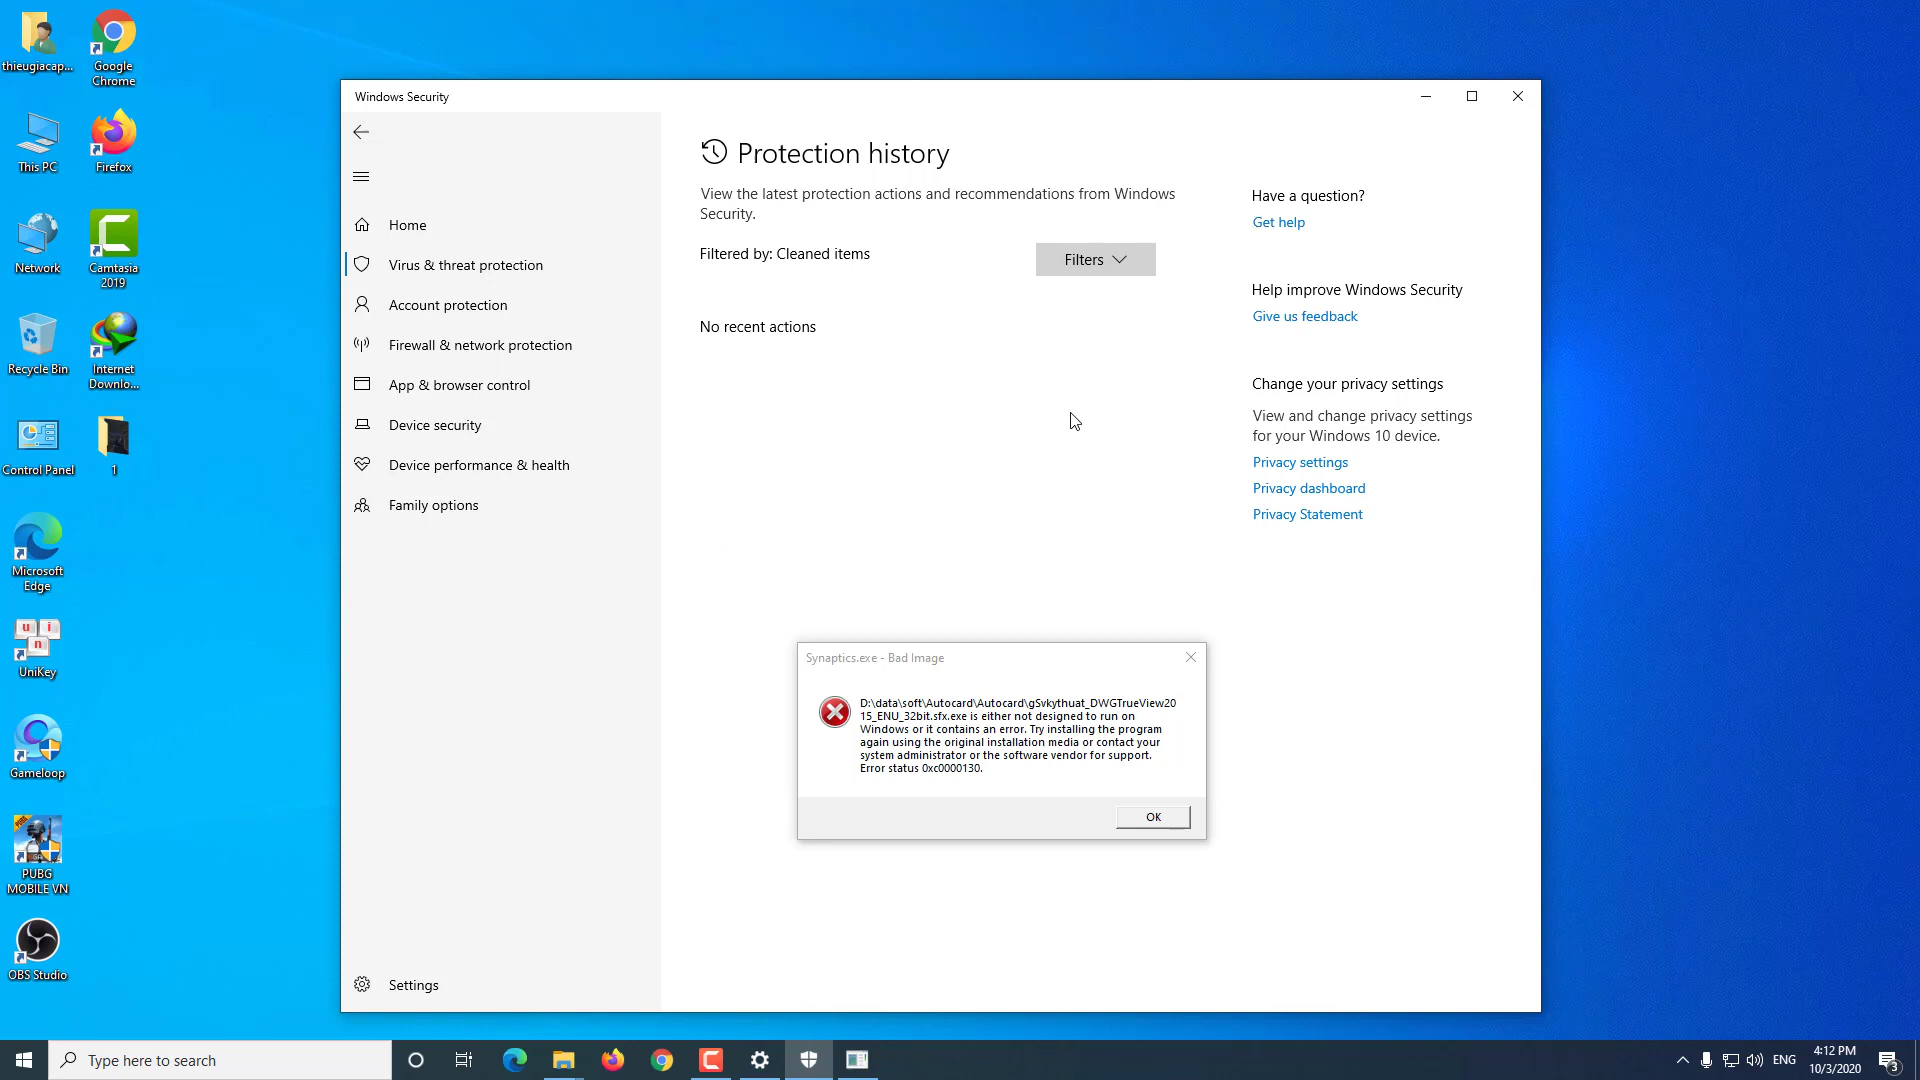 thieugiacap...
Google
Chrome
This PC
Firefox
Network
Camtasia
2019
Recycle Bin
Internet
Downlo...
Control Panel
1
Microsoft
Edge
u n i
UniKey
Gameloop
PUBG
PUBG
MOBILE VN
OBS Studio
Windows Security
Home
Virus & threat protection
Account protection
Firewall & network protection
App & browser control
Device security
Device performance & health
Family options
Settings
Protection history
View the latest protection actions and recommendations from Windows
Security.
Filtered by: Cleaned items
Filters
No recent actions
Have a question?
Get help
Help improve Windows Security
Give us feedback
Change your privacy settings
View and change privacy settings
for your Windows 10 device.
Privacy settings
Privacy dashboard
Privacy Statement
Synaptics.exe - Bad Image
D:\data\soft\Autocard\Autocard\gSvkythuat_DWGTrueView20
15_ENU_32bit.sfx.exe is either not designed to run on
Windows or it contains an error. Try installing the program
again using the original installation media or contact your
system administrator or the software vendor for support.
Error status 0xc0000130.
OK
Type here to search
ENG
4:12 PM
10/3/2020
3